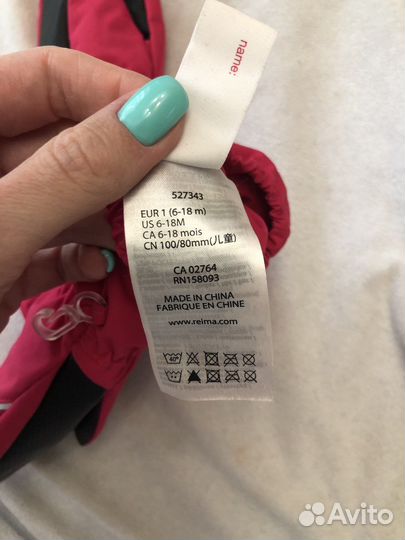 name:
527343
EUR 1 (6-18 m)
US 6-18M
CA 6-18 mois
CN 100/80mm(儿童)
CA 02764
RN158093
MADE IN CHINA
FABRIQUE EN CHINE
www.reima.com
40°
Avito